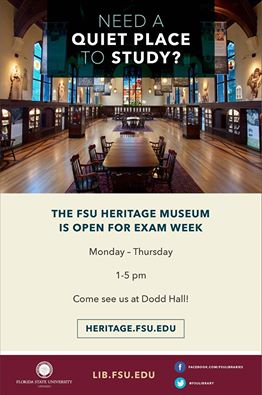 NEED A
QUIET PLACE
TO STUDY?
THE FSU HERITAGE MUSEUM
IS OPEN FOR EXAM WEEK
Monday – Thursday
1-5 pm
Come see us at Dodd Hall!
HERITAGE.FSU.EDU
FLORIDA STATE UNIVERSITY
LIBRARIES
LIB.FSU.EDU
FACEBOOK.COM/FSULIBRARIES
@FSULIBRARY